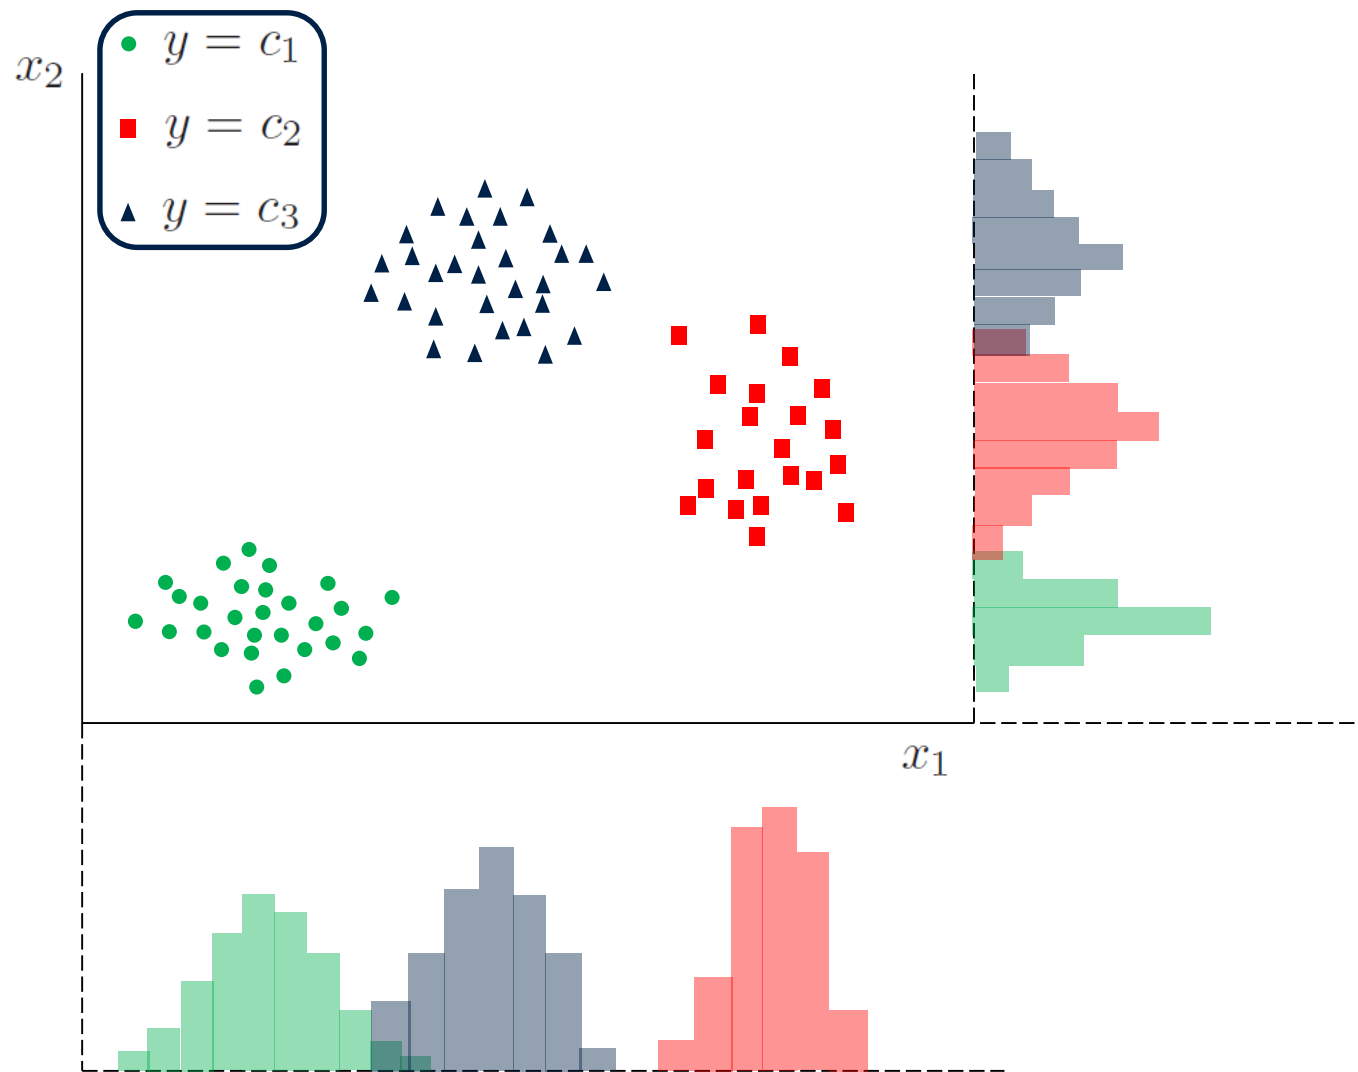 y = c₁
x₂
y = c₂
y = c₃
x₁